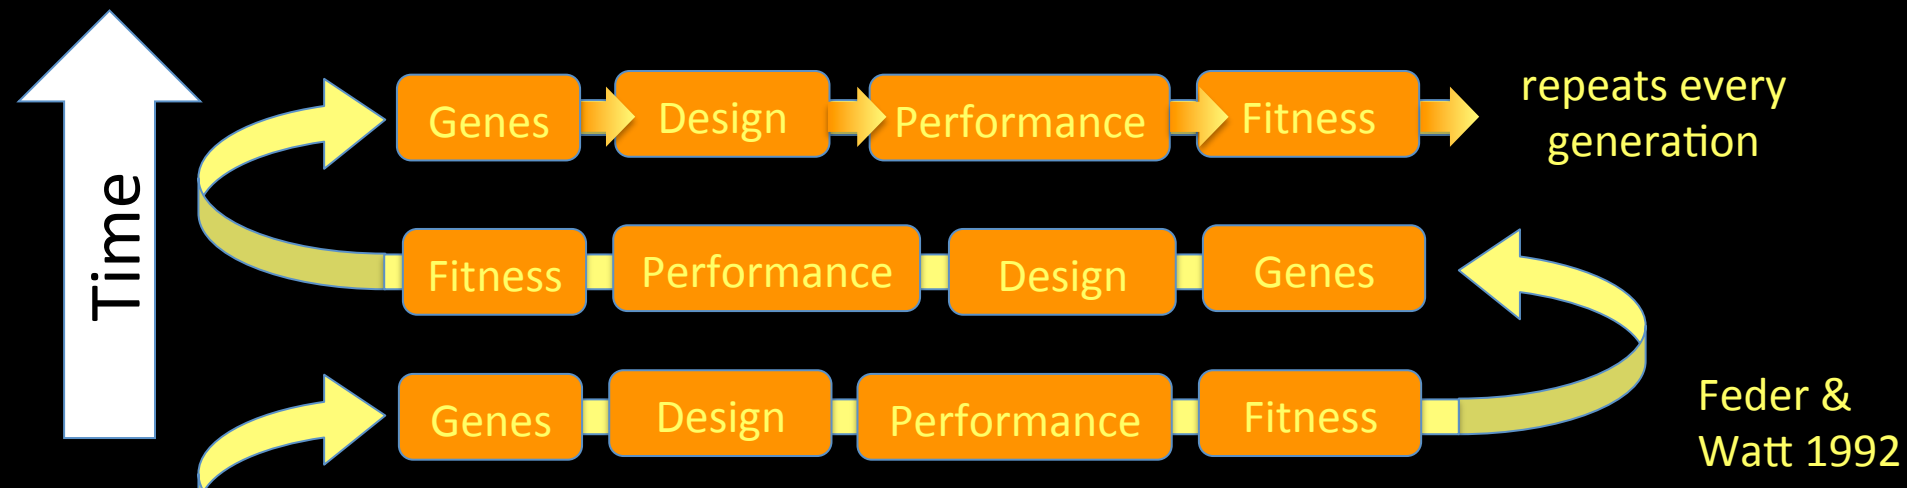 Time
Genes Design Performance Fitness
repeats every
generation
Fitness Performance Design Genes
Genes Design Performance Fitness
Feder &
Watt 1992